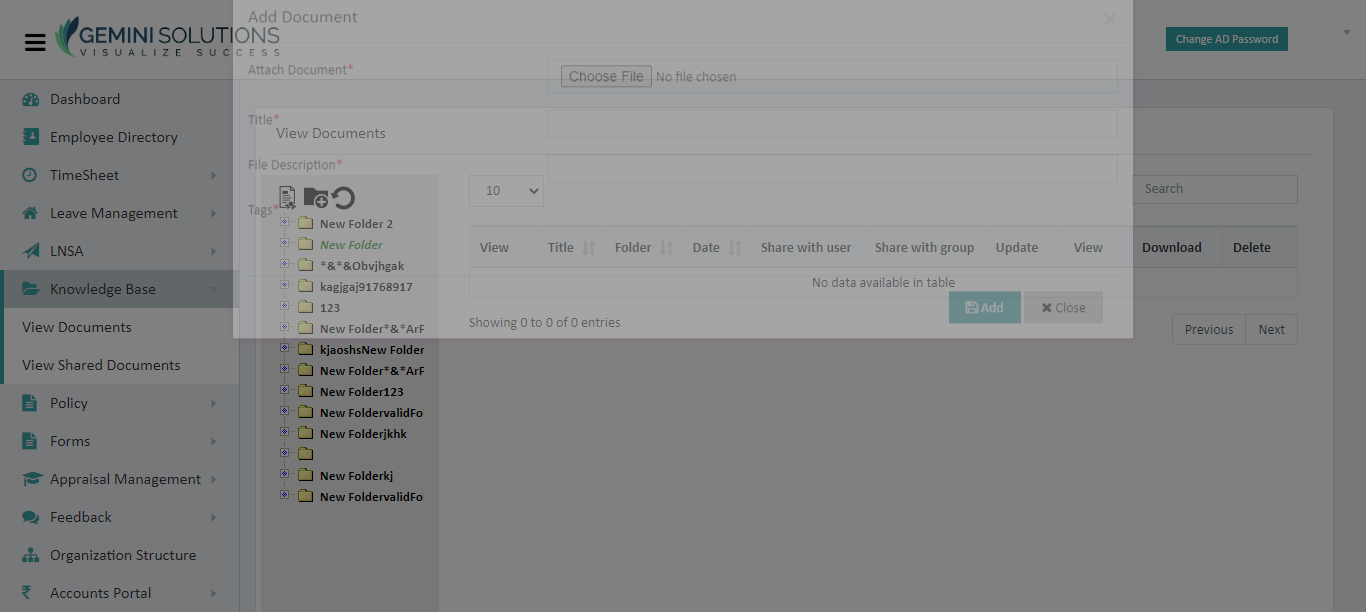 Add Document
×
GEMINI SOLUTIONS
VISUALIZE SUCCESS
Change AD Password
Attach Document*
Choose File No file chosen
Title*
View Documents
File Description*
Tags*
10
Search
View Title Folder Date Share with user Share with group Update View Download Delete
No data available in table
Add
Close
Showing 0 to 0 of 0 entries
Previous Next
Dashboard
Employee Directory
TimeSheet
Leave Management
LNSA
Knowledge Base
View Documents
View Shared Documents
Policy
Forms
Appraisal Management
Feedback
Organization Structure
Accounts Portal
New Folder 2
New Folder
*&*&Obvjhgak
kagjgaj91768917
123
New Folder*&*ArF
kjaoshsNew Folder
New Folder*&*ArF
New Folder123
New FoldervalidFo
New Folderjkhk
New Folderkj
New FoldervalidFo